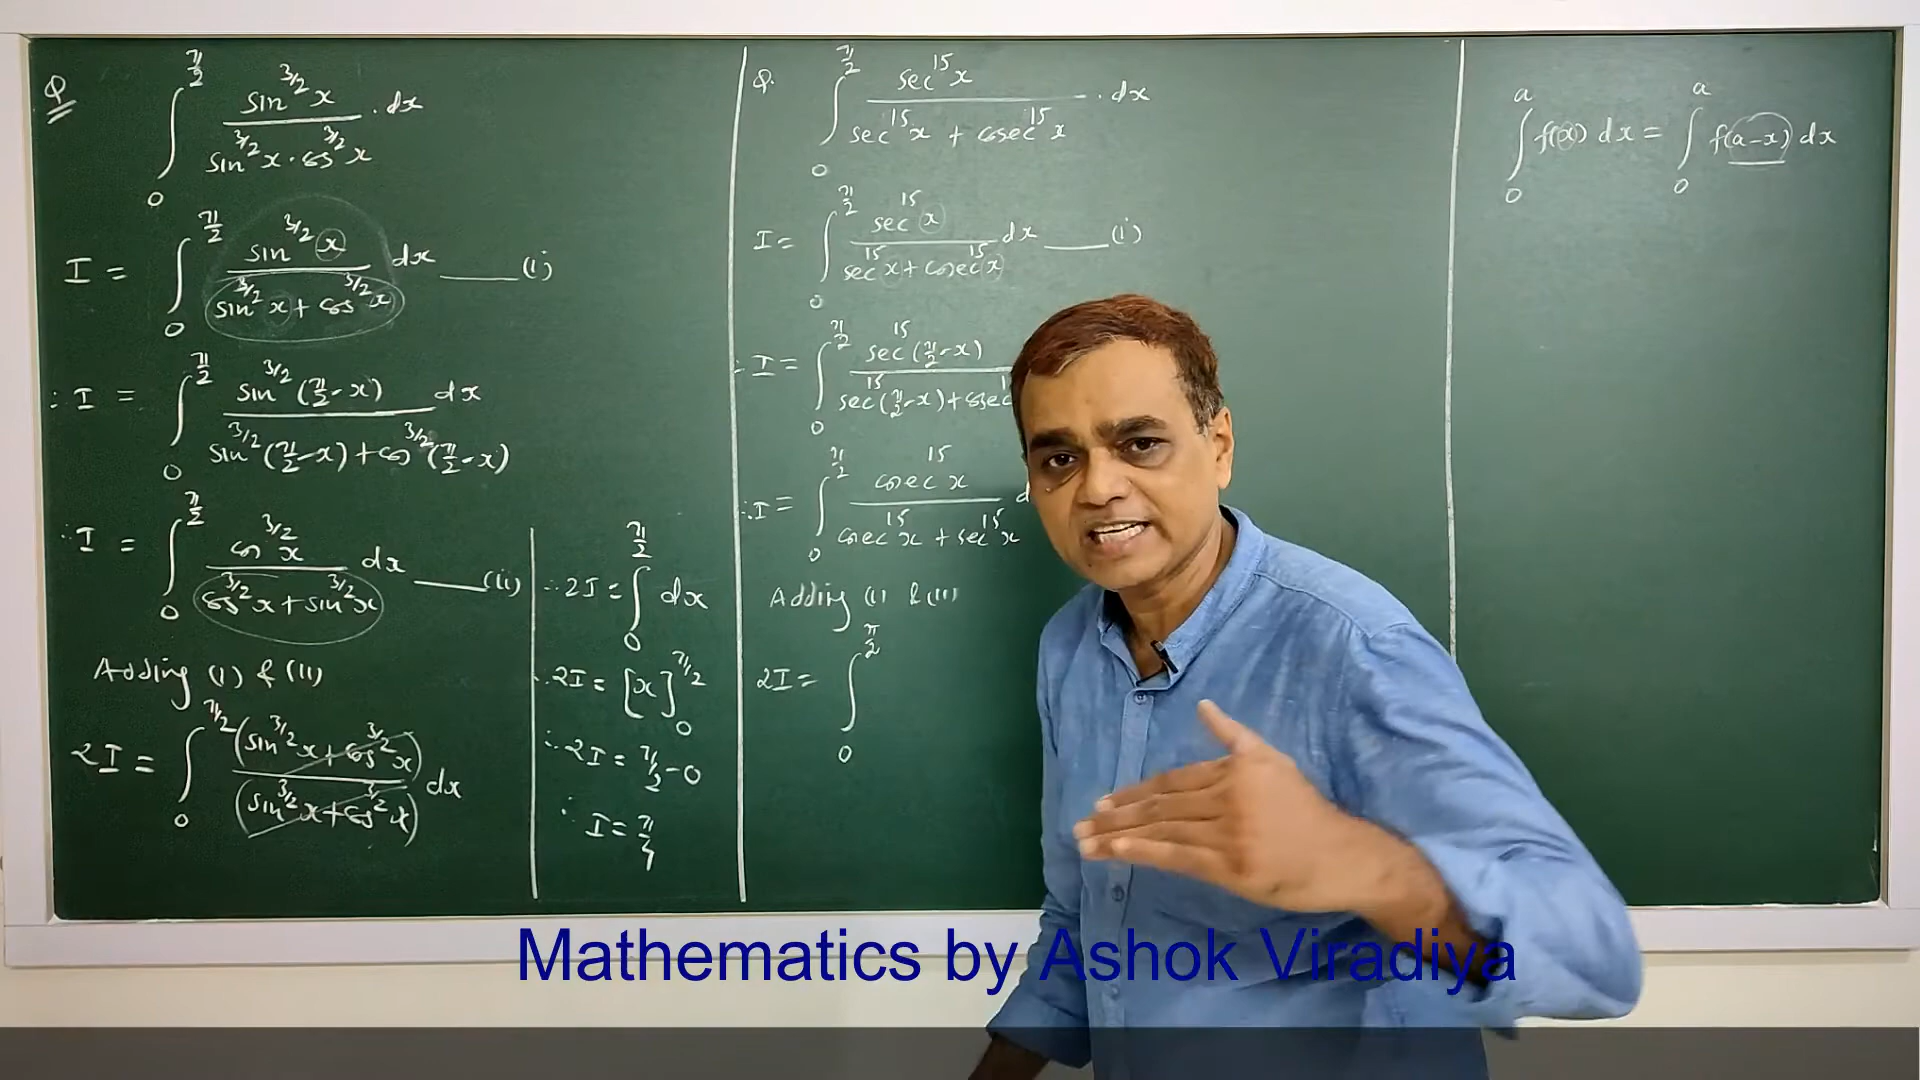 Q ∫₀^{π/2} sin^{3/2}x / sin^{3/2}x · cos^{3/2}x . dx
I = ∫₀^{π/2} sin^{3/2}x / sin^{3/2}x + cos^{3/2}x dx ——(i)
∴ I = ∫₀^{π/2} sin^{3/2}(π/2 - x) / sin^{3/2}(π/2 - x) + cos^{3/2}(π/2 - x) dx
∴ I = ∫₀^{π/2} cos^{3/2}x / cos^{3/2}x + sin^{3/2}x dx ——(ii)
Adding (i) & (ii)
2I = ∫₀^{π/2} (sin^{3/2}x + cos^{3/2}x) / (sin^{3/2}x + cos^{3/2}x) dx
∴ 2I = ∫₀^{π/2} dx
∴ 2I = [x]₀^{π/2}
∴ 2I = π/2 - 0
∴ I = π/4
Q. ∫₀^{π/2} sec^{15}x / sec^{15}x + cosec^{15}x . dx
I = ∫₀^{π/2} sec^{15}x / sec^{15}x + cosec^{15}x dx ——(i)
∴ I = ∫₀^{π/2} sec^{15}(π/2 - x) / sec^{15}(π/2 - x) + cosec
∴ I = ∫₀^{π/2} cosec^{15}x / cosec^{15}x + sec^{15}x d
Adding (i) & (ii)
2I = ∫₀^{π/2}
∫₀^a f(x) dx = ∫₀^a f(a-x) dx
Mathematics by Ashok Viradiya